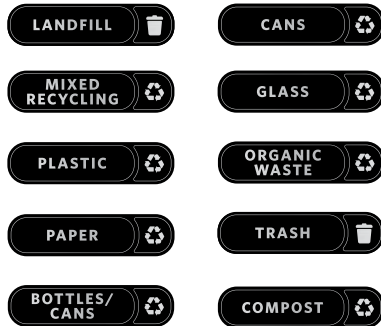 LANDFILL
CANS
MIXED
RECYCLING
GLASS
PLASTIC
ORGANIC
WASTE
PAPER
TRASH
BOTTLES/
CANS
COMPOST